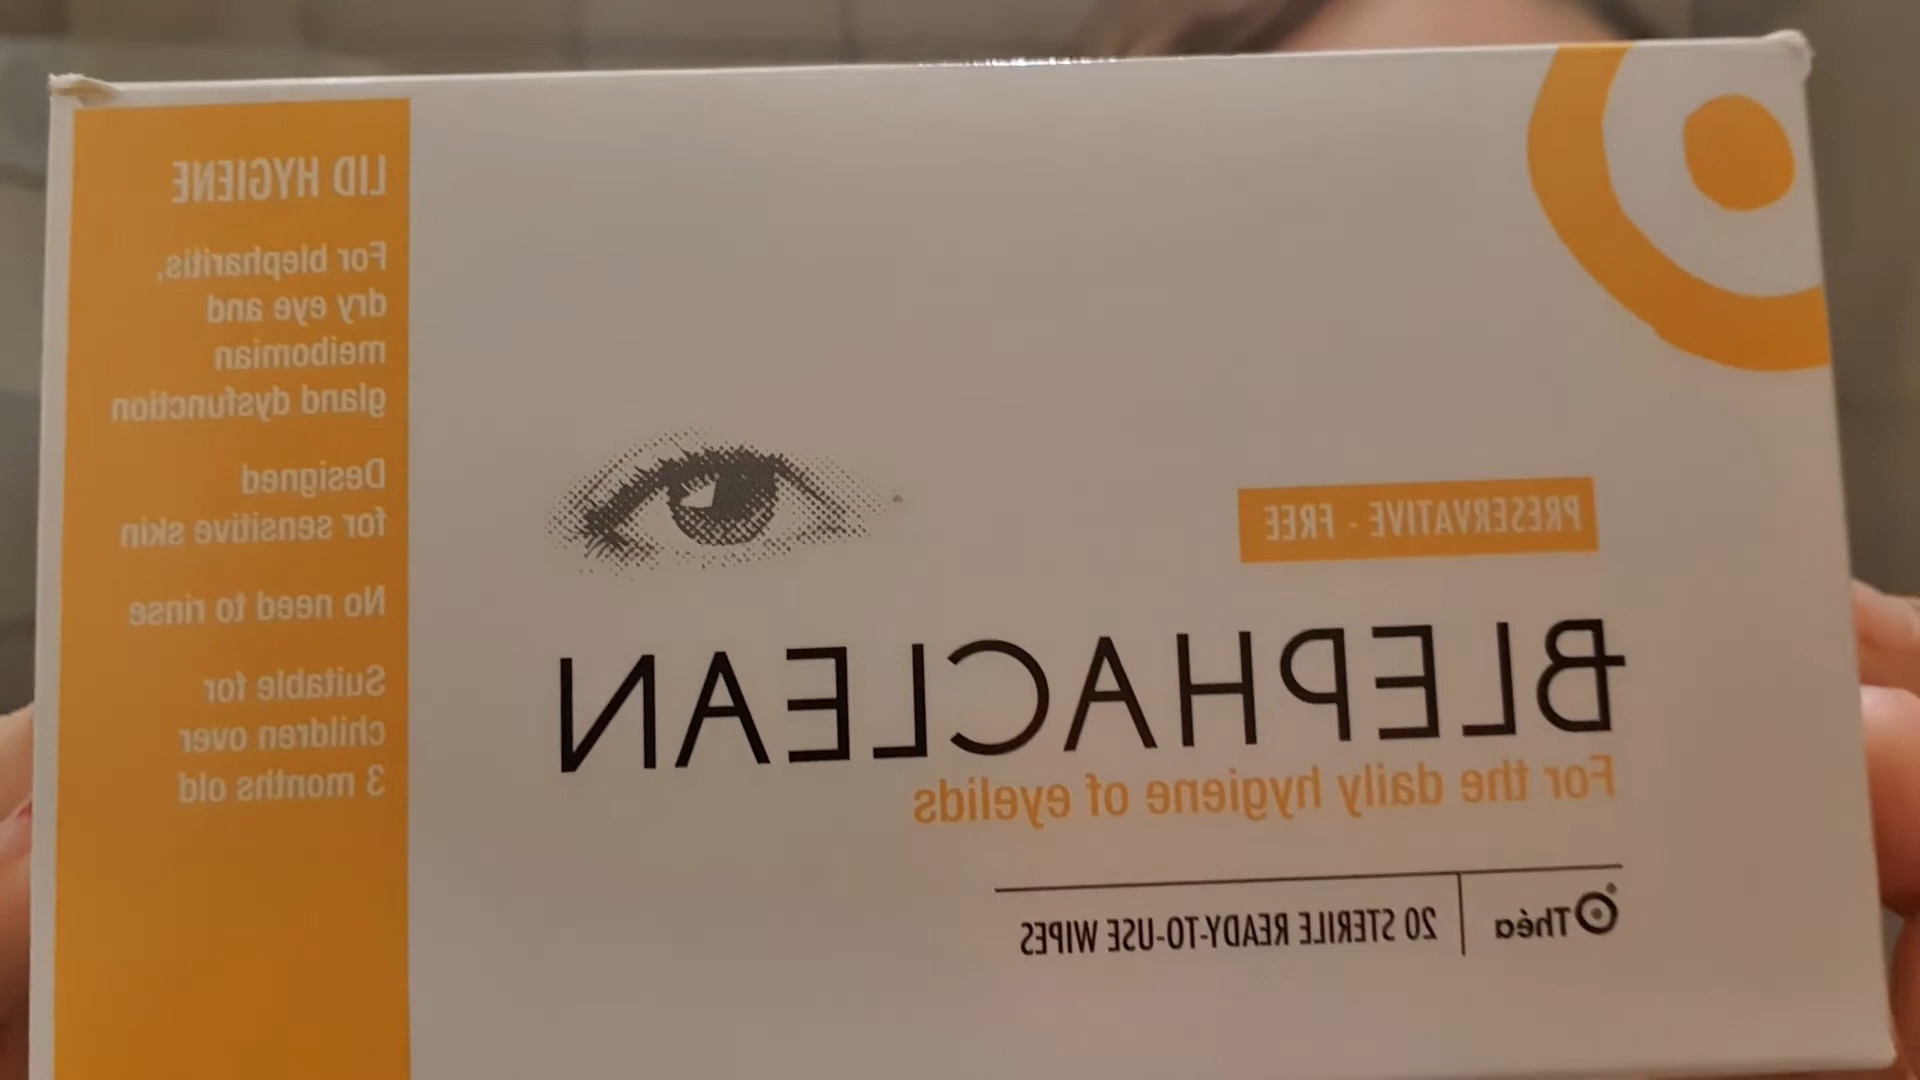 PRESERVATIVE - FREE
BLEPHACLEAN
For the daily hygiene of eyelids
Théa
20 STERILE READY-TO-USE WIPES
LID HYGIENE
For blepharitis,
dry eye and
meibomian
gland dysfunction
Designed
for sensitive skin
No need to rinse
Suitable for
children over
3 months old